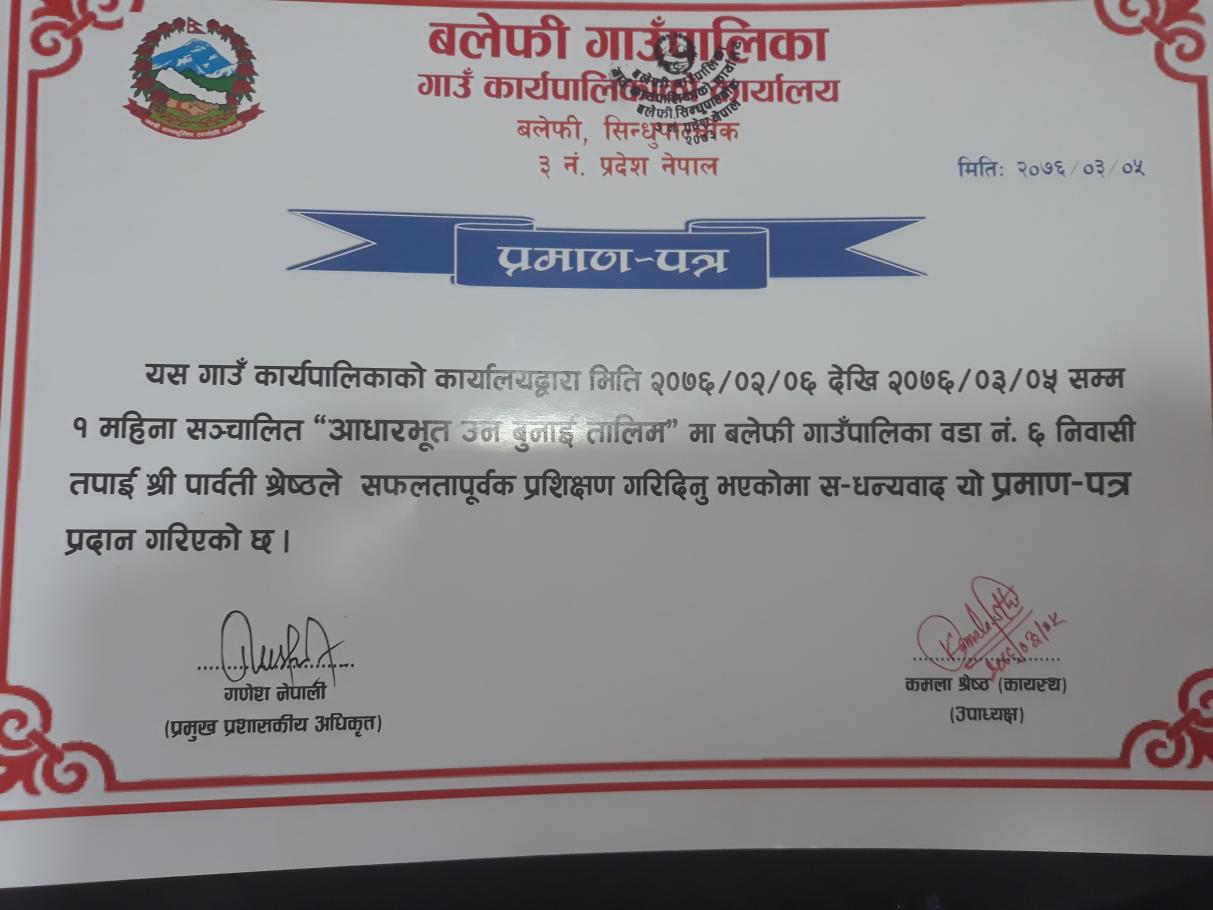 बलेफी गाउँपालिका
गाउँ कार्यपालिकाको कार्यालय
बलेफी, सिन्धुपाल्चोक
३ नं. प्रदेश नेपाल
मिति: २०७६/०३/०५
प्रमाण-पत्र
यस गाउँ कार्यपालिकाको कार्यालयद्वारा मिति २०७६/०२/०६ देखि २०७६/०३/०५ सम्म
१ महिना सञ्चालित “आधारभूत उन बुनाई तालिम” मा बलेफी गाउँपालिका वडा नं. ६ निवासी
तपाई श्री पार्वती श्रेष्ठले सफलतापूर्वक प्रशिक्षण गरिदिनु भएकोमा स-धन्यवाद यो प्रमाण-पत्र
प्रदान गरिएको छ ।
गणेश नेपाली
(प्रमुख प्रशासकीय अधिकृत)
कमला श्रेष्ठ (कायस्थ)
(उपाध्यक्ष)